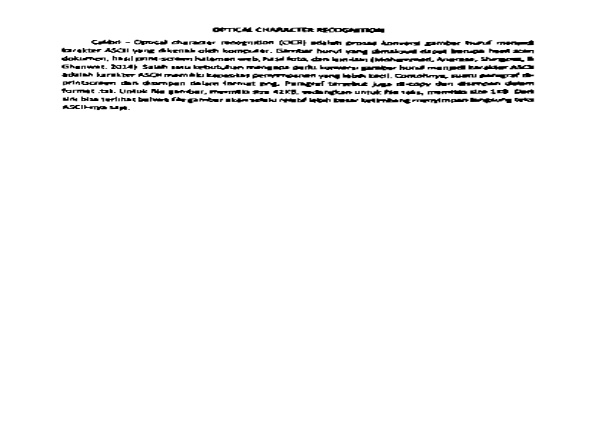 OPTICAL CHARACTER RECOGNITION
Calibri – Optical character recognition (OCR) adalah proses konversi gambar huruf menjadi
karakter ASCII yang dikenali oleh komputer. Gambar huruf yang dimaksud dapat berupa hasil scan
dokumen, hasil print-screen halaman web, hasil foto, dan lain-lain (Mohammad, Anarase, Shingote, &
Ghanwat, 2014). Salah satu kebutuhan mengapa perlu konversi gambar huruf menjadi karakter ASCII
adalah karakter ASCII memiliki kapasitas penyimpanan yang lebih kecil. Contohnya, suatu paragraf di-
printscreen dan disimpan dalam format png. Paragraf tersebut juga di-copy dan disimpan dalam
format .txt. Untuk file gambar, memiliki size 42KB, sedangkan untuk file teks, memiliki size 1KB. Dari
sini bisa terlihat bahwa file gambar akan selalu relatif lebih besar ketimbang menyimpan langsung teks
ASCII-nya saja.